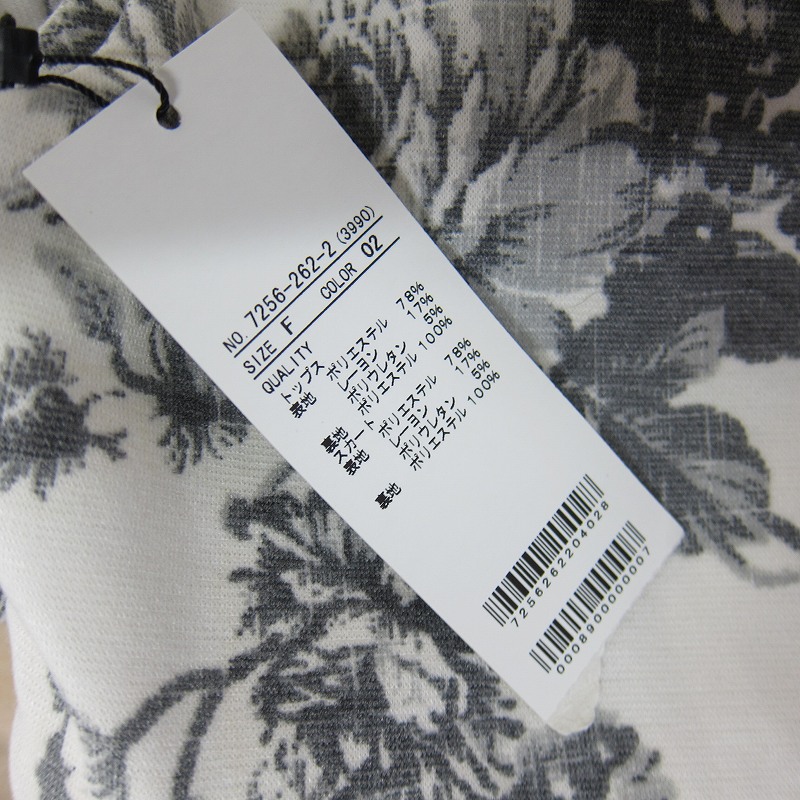 NO. 7256-262-2 (3990)
SIZE F COLOR 02
QUALITY
トップス
表地 ポリエステル 78%
レーヨン 17%
ポリウレタン 5%
裏地 ポリエステル 100%
スカート
表地 ポリエステル 78%
レーヨン 17%
ポリウレタン 5%
裏地 ポリエステル 100%
7256262204028
0008900000007